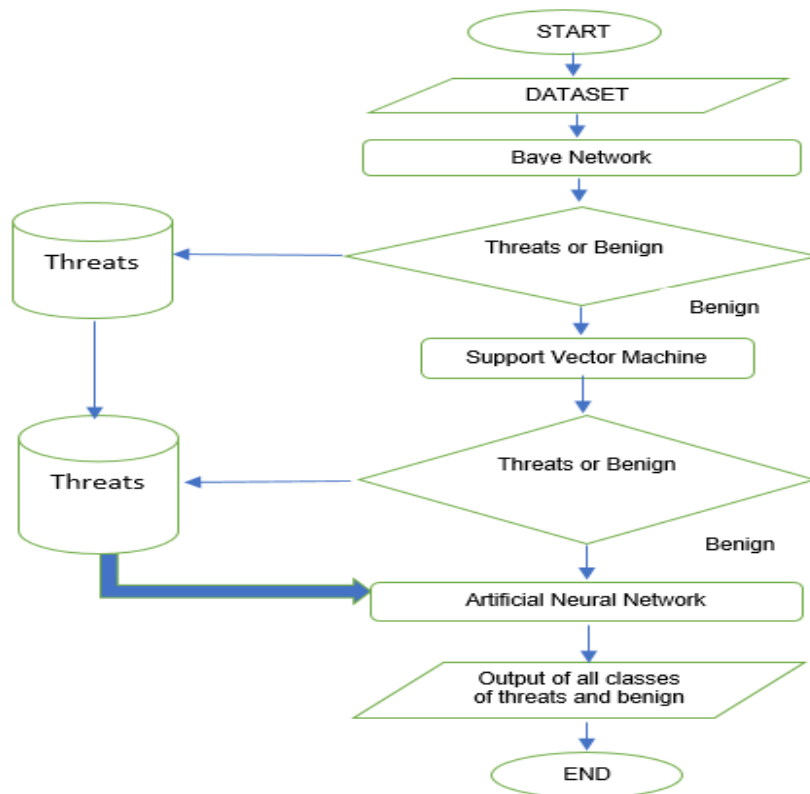 START
DATASET
Baye Network
Threats
Threats or Benign
Benign
Support Vector Machine
Threats
Threats or Benign
Benign
Artificial Neural Network
Output of all classes
of threats and benign
END